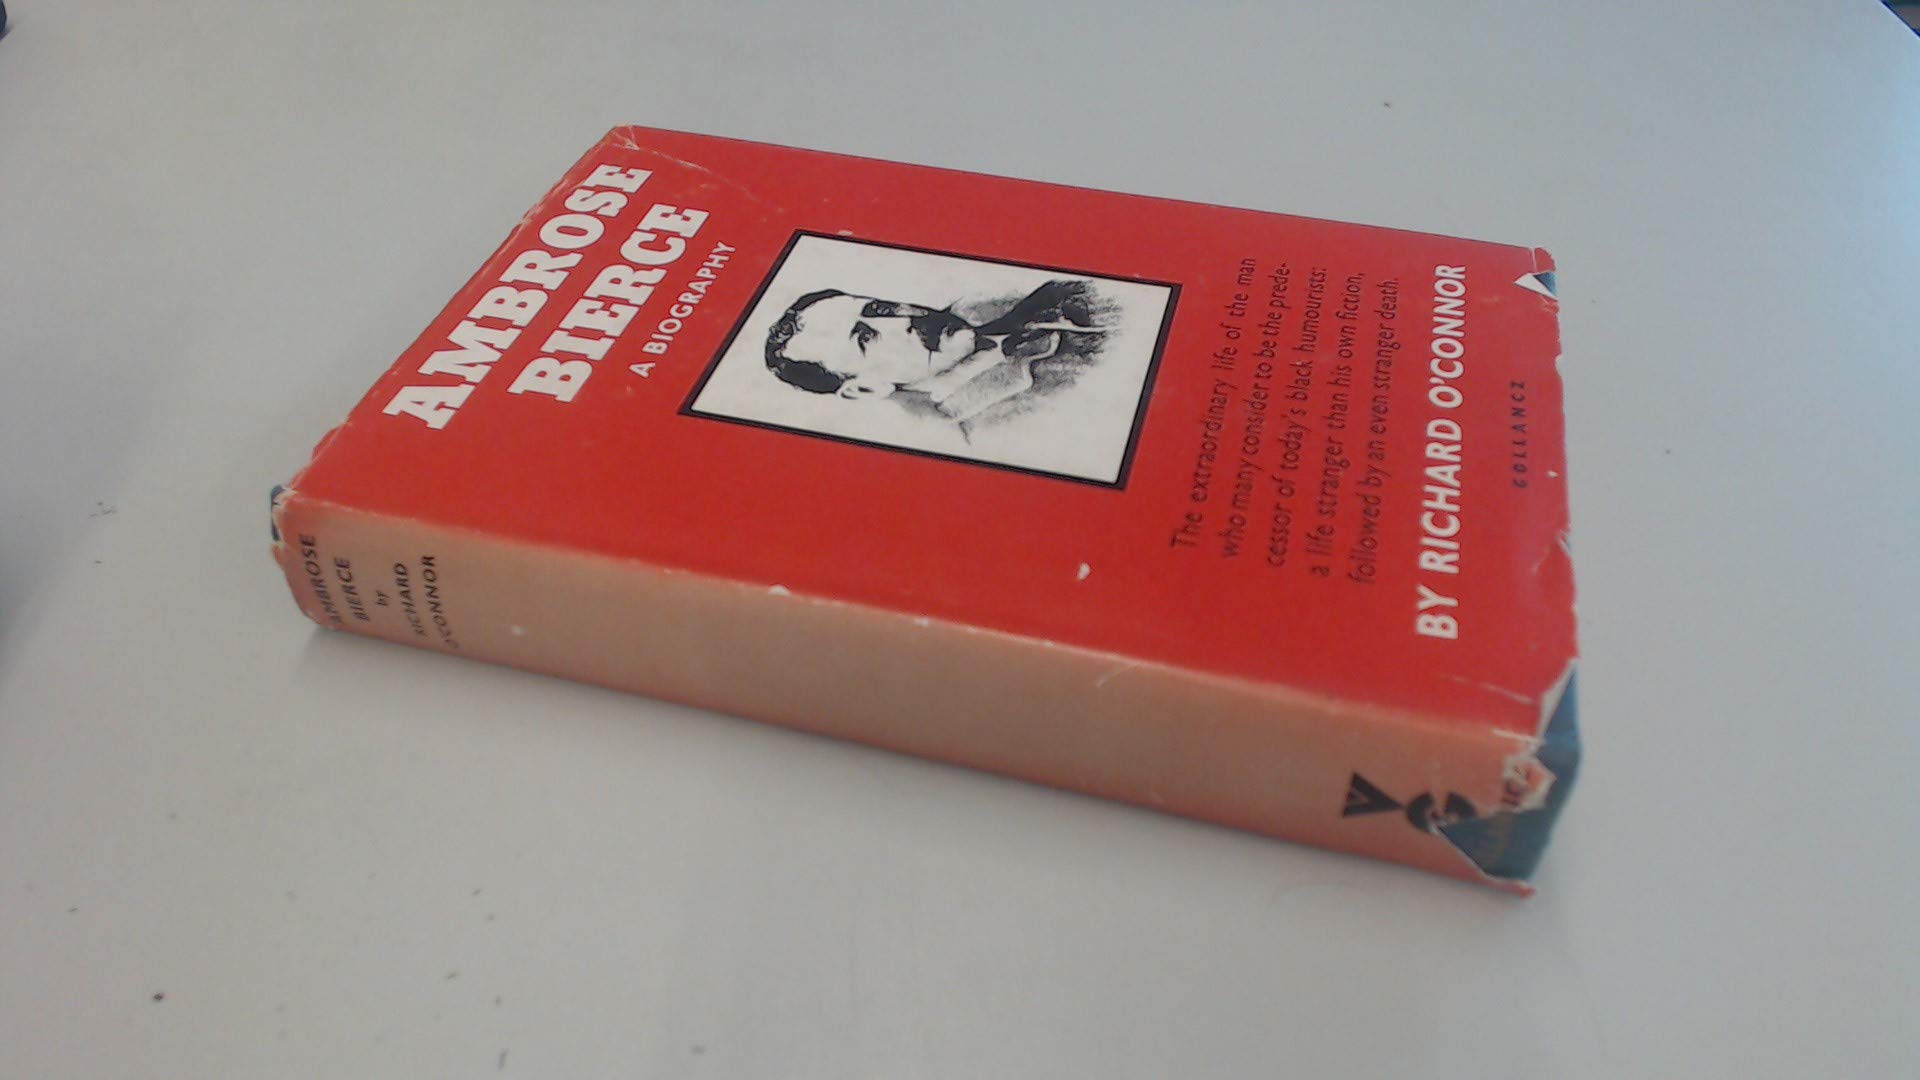 AMBROSE
BIERCE
A BIOGRAPHY
The extraordinary life of the man
who many consider to be the prede-
cessor of today's black humourists:
a life stranger than his own fiction,
followed by an even stranger death.
BY RICHARD O'CONNOR
GOLLANCZ
AMBROSE
BIERCE
by
RICHARD
O'CONNOR
VG